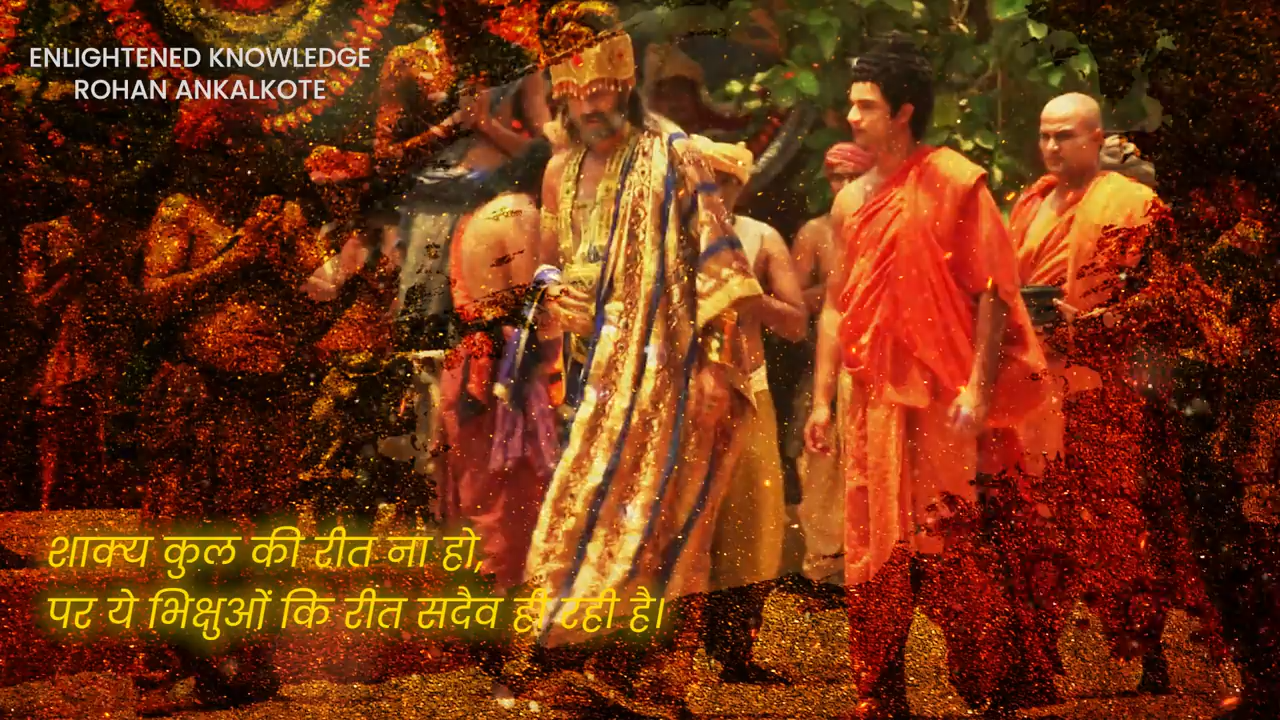 ENLIGHTENED KNOWLEDGE
ROHAN ANKALKOTE
शाक्य कुल की रीत ना हो,
पर ये भिक्षुओं कि रीत सदैव ही रही है।